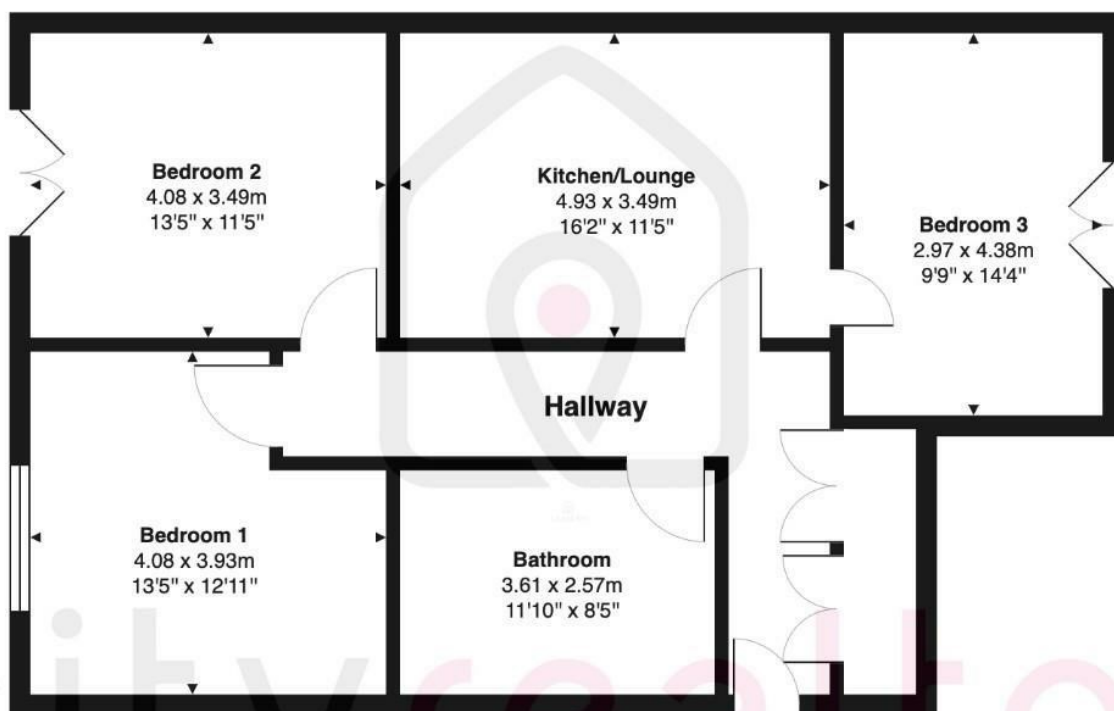 Bedroom 2
4.08 x 3.49m
13'5" x 11'5"
Kitchen/Lounge
4.93 x 3.49m
16'2" x 11'5"
Bedroom 3
2.97 x 4.38m
9'9" x 14'4"
Hallway
Bedroom 1
4.08 x 3.93m
13'5" x 12'11"
Bathroom
3.61 x 2.57m
11'10" x 8'5"
ityrealto